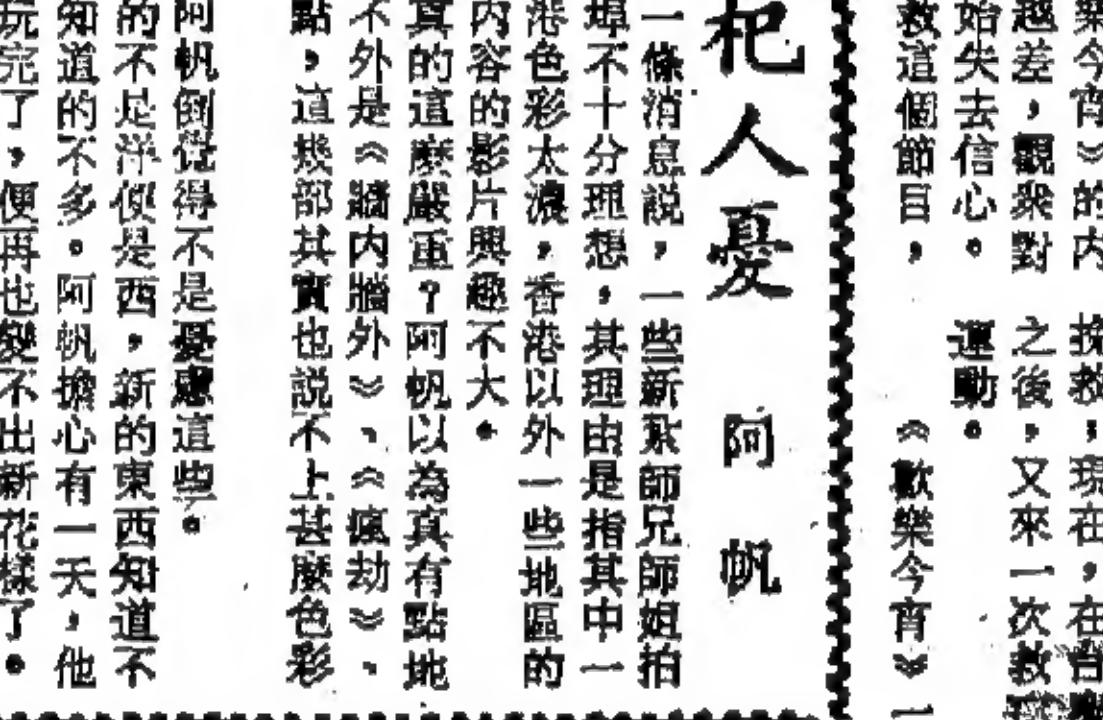 樂今宵》的內
越差，觀衆對
始失去信心。
救這個節目，
挽救，現在，在台
之後，又來一次救
運動。
《歡樂今宵》一
杞人憂
阿帆
一條消息説，一些新紮師兄師姐拍
埠不十分理想，其理由是指其中一
港色彩太濃，香港以外一些地區的
内容的影片興趣不大。
真的這麽嚴重？阿帆以為真有點地
不外是《牆内牆外》、《瘋劫》、
點，這幾部其實也説不上甚麽色彩
阿帆倒覺得不是憂慮這些。
的不是洋便是西，新的東西知道不
知道的不多。阿帆擔心有一天，他
玩完了，便再也變不出新花樣了。